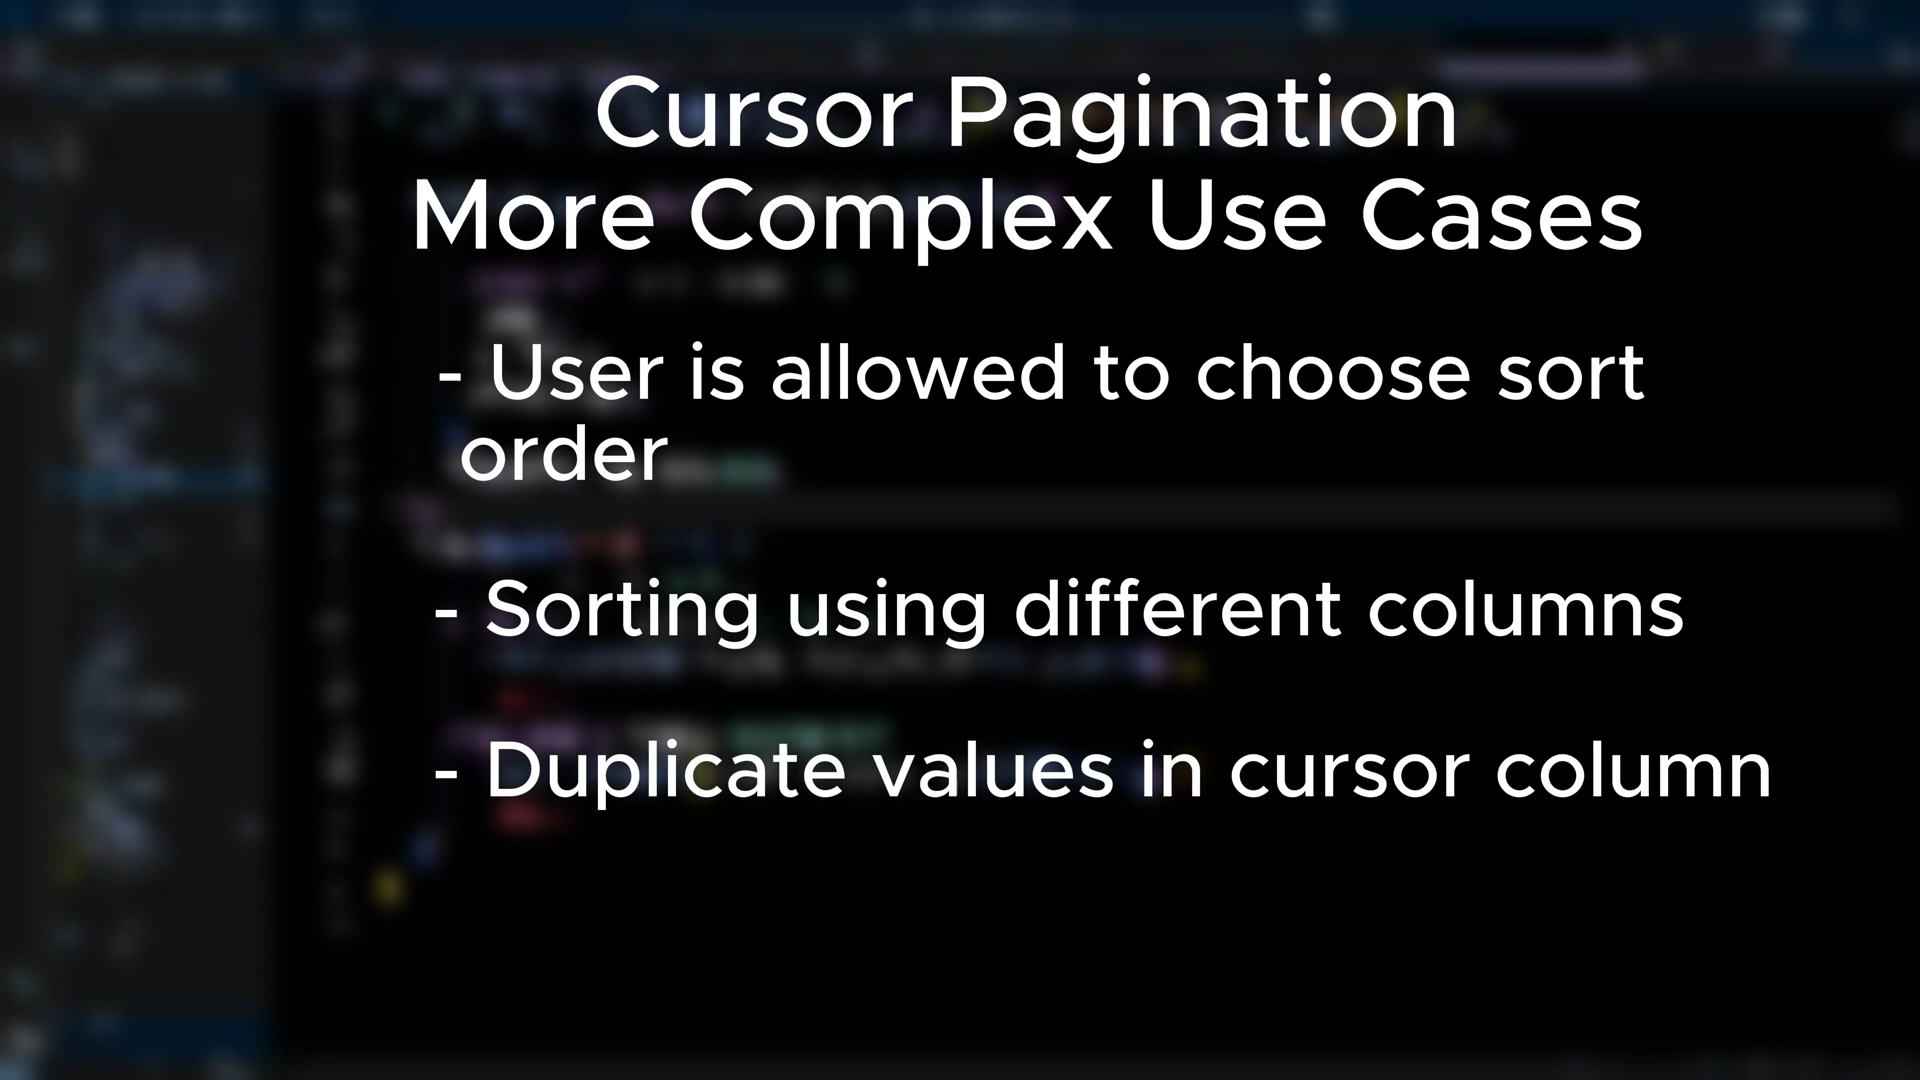 Cursor Pagination
More Complex Use Cases
- User is allowed to choose sort
order
- Sorting using different columns
- Duplicate values in cursor column